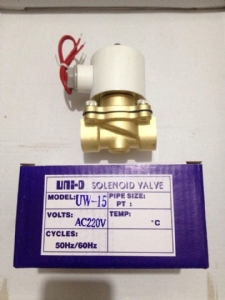 UNI-D SOLENOID VALVE
MODEL: UW-15 PIPE SIZE:
PT :
VOLTS: AC220V TEMP: °C
CYCLES:
50Hz/60Hz